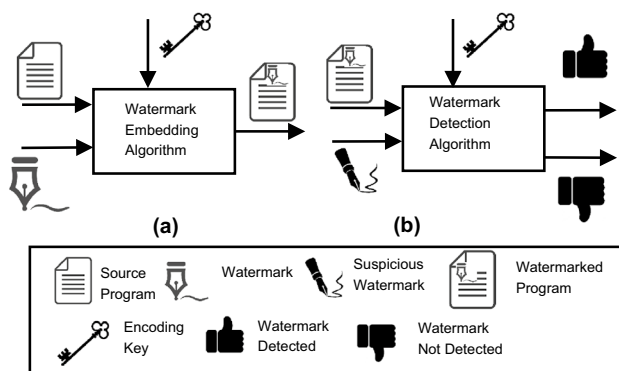 Watermark
Embedding
Algorithm
Watermark
Detection
Algorithm
(a)
(b)
Source
Program
Watermark
Suspicious
Watermark
Watermarked
Program
Encoding
Key
Watermark
Detected
Watermark
Not Detected